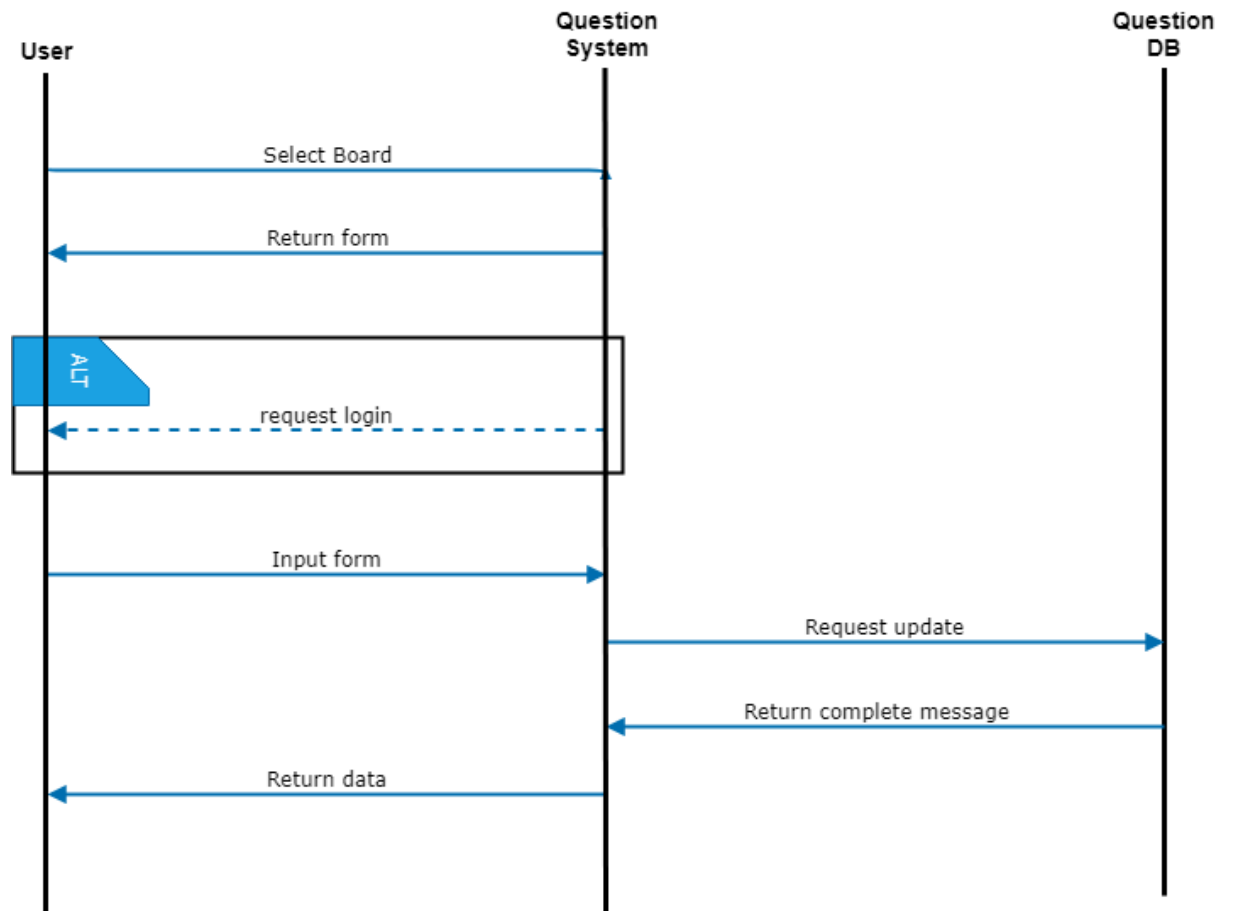 User
Question
System
Question
DB
Select Board
Return form
ALT
request login
Input form
Request update
Return complete message
Return data